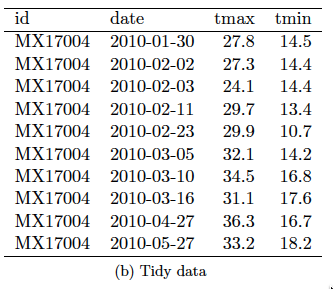 id date tmax tmin
MX17004 2010-01-30 27.8 14.5
MX17004 2010-02-02 27.3 14.4
MX17004 2010-02-03 24.1 14.4
MX17004 2010-02-11 29.7 13.4
MX17004 2010-02-23 29.9 10.7
MX17004 2010-03-05 32.1 14.2
MX17004 2010-03-10 34.5 16.8
MX17004 2010-03-16 31.1 17.6
MX17004 2010-04-27 36.3 16.7
MX17004 2010-05-27 33.2 18.2
(b) Tidy data